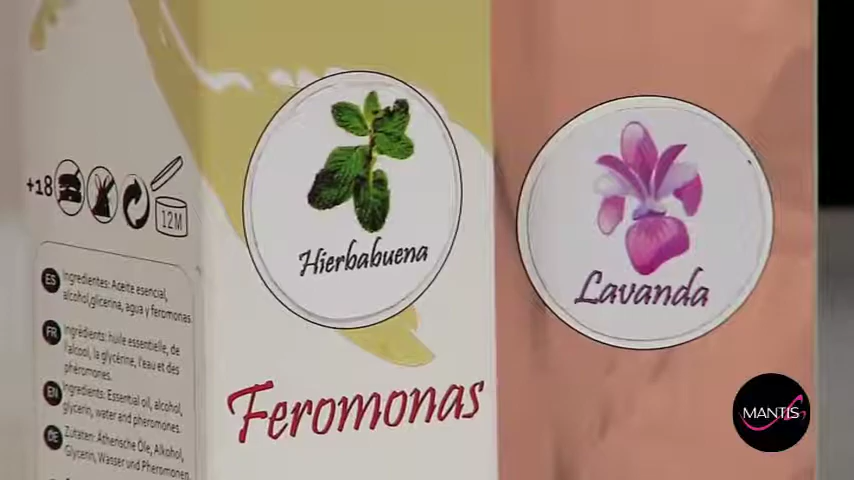 +18
12M
ES Ingredientes: Aceite esencial,
alcohol,glicerina, agua y feromonas
FR Ingrédients: huile essentielle, de
l'alcool, la glycérine, l'eau et des
phéromones.
EN Ingredients: Essential oil, alcohol,
glycerin, water and pheromones.
DE Zutaten: Ätherische Öle, Alkohol,
Glycerin, Wasser und Pheromonen
Hierbabuena
Feromonas
Lavanda
MANTIS